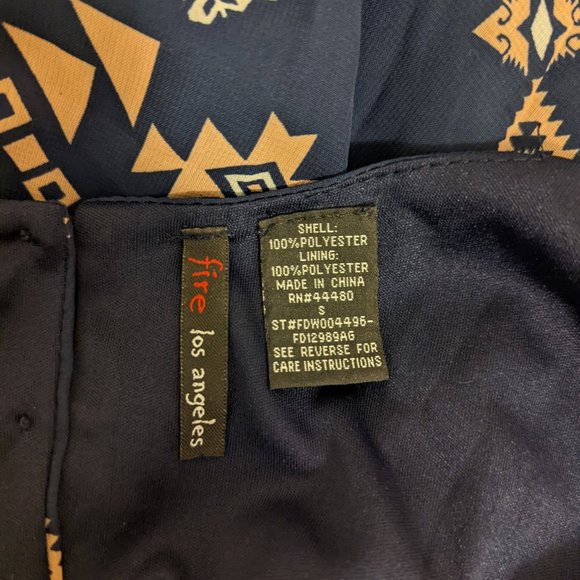 fire los angeles
SHELL:
100%POLYESTER
LINING:
100%POLYESTER
MADE IN CHINA
RN#44480
S
ST#FDW004496-
FD12989AG
SEE REVERSE FOR
CARE INSTRUCTIONS